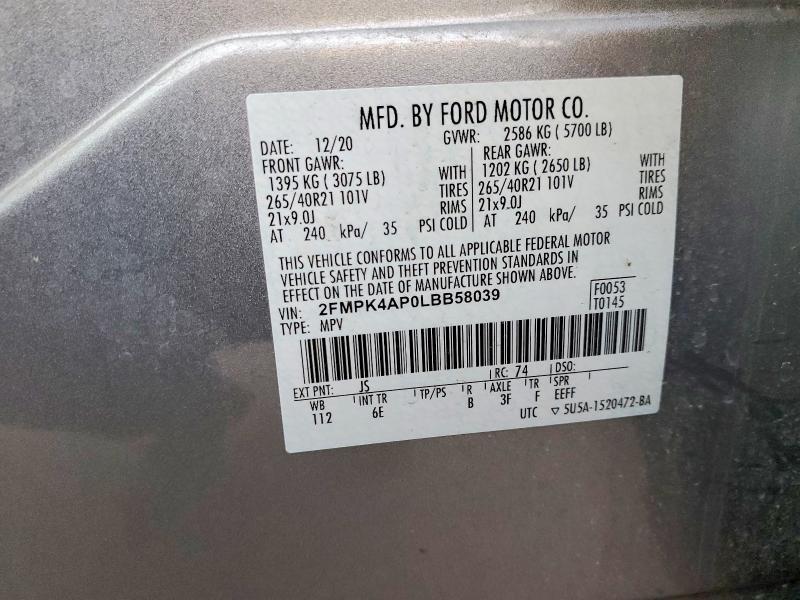 MFD. BY FORD MOTOR CO.
DATE: 12/20 GVWR: 2586 KG ( 5700 LB)
FRONT GAWR: REAR GAWR:
1395 KG ( 3075 LB) WITH 1202 KG ( 2650 LB) WITH
265/40R21 101V TIRES 265/40R21 101V TIRES
21x9.0J RIMS 21x9.0J RIMS
AT 240 kPa/ 35 PSI COLD AT 240 kPa/ 35 PSI COLD
THIS VEHICLE CONFORMS TO ALL APPLICABLE FEDERAL MOTOR
VEHICLE SAFETY AND THEFT PREVENTION STANDARDS IN
EFFECT ON THE DATE OF MANUFACTURE SHOWN ABOVE.
VIN: 2FMPK4AP0LBB58039 F0053
TYPE: MPV T0145
EXT PNT: JS RC: 74 DSO:
WB INT TR TP/PS R AXLE TR SPR
112 6E B 3F F EEFF
UTC ▽ 5U5A-1520472-BA